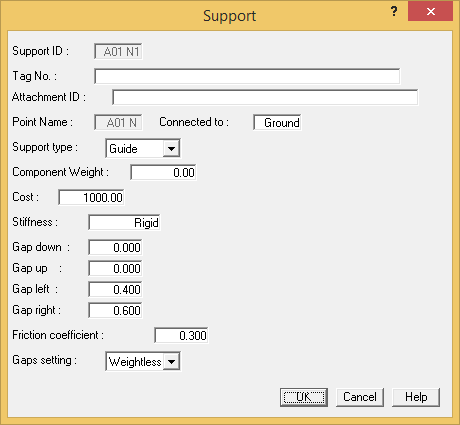 Support
? ×
Support ID : A01 N1
Tag No. :
Attachment ID :
Point Name : A01 N Connected to : Ground
Support type : Guide
Component Weight : 0.00
Cost : 1000.00
Stiffness : Rigid
Gap down : 0.000
Gap up : 0.000
Gap left : 0.400
Gap right : 0.600
Friction coefficient : 0.300
Gaps setting : Weightless
OK Cancel Help